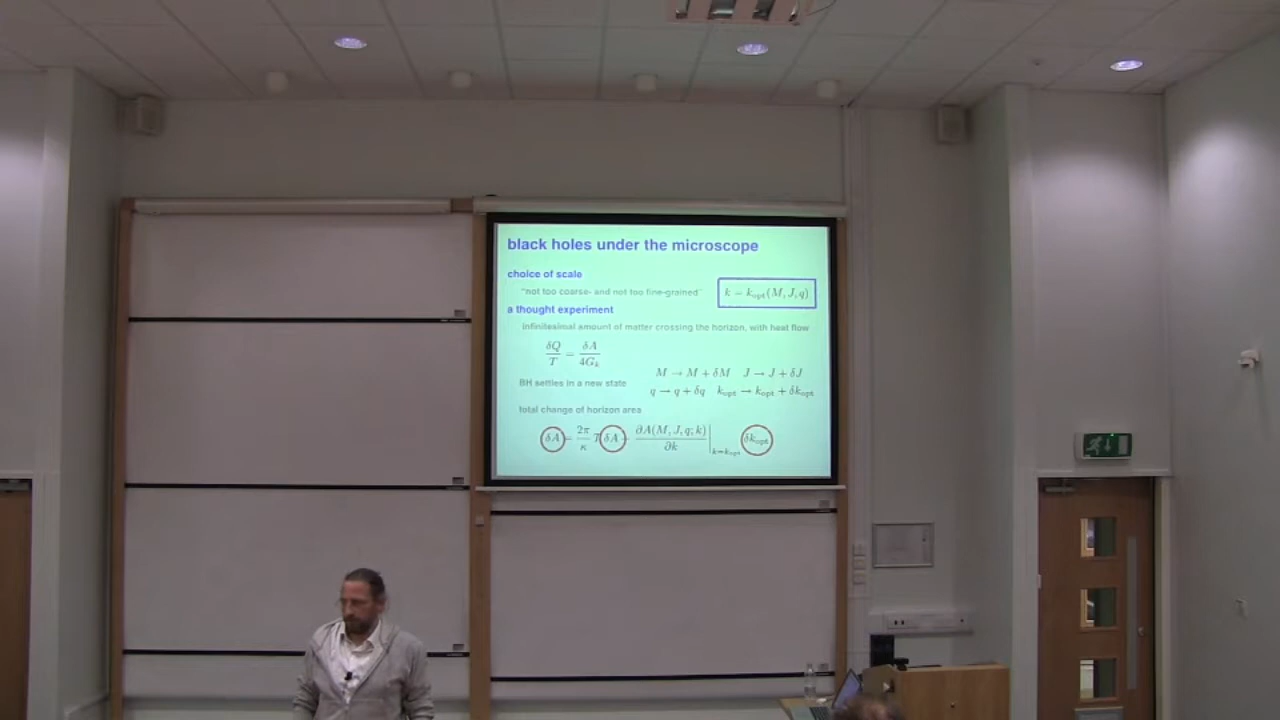 black holes under the microscope
choice of scale
"not too coarse- and not too fine-grained"
k = k_opt(M, J, q)
a thought experiment
infinitesimal amount of matter crossing the horizon, with heat flow
δQ/T = δA/4G_k
M → M + δM J → J + δJ
BH settles in a new state
q → q + δq k_opt → k_opt + δk_opt
total change of horizon area
δA = 2π/κ T δA + ∂A(M, J, q; k)/∂k |_{k=k_opt} δk_opt